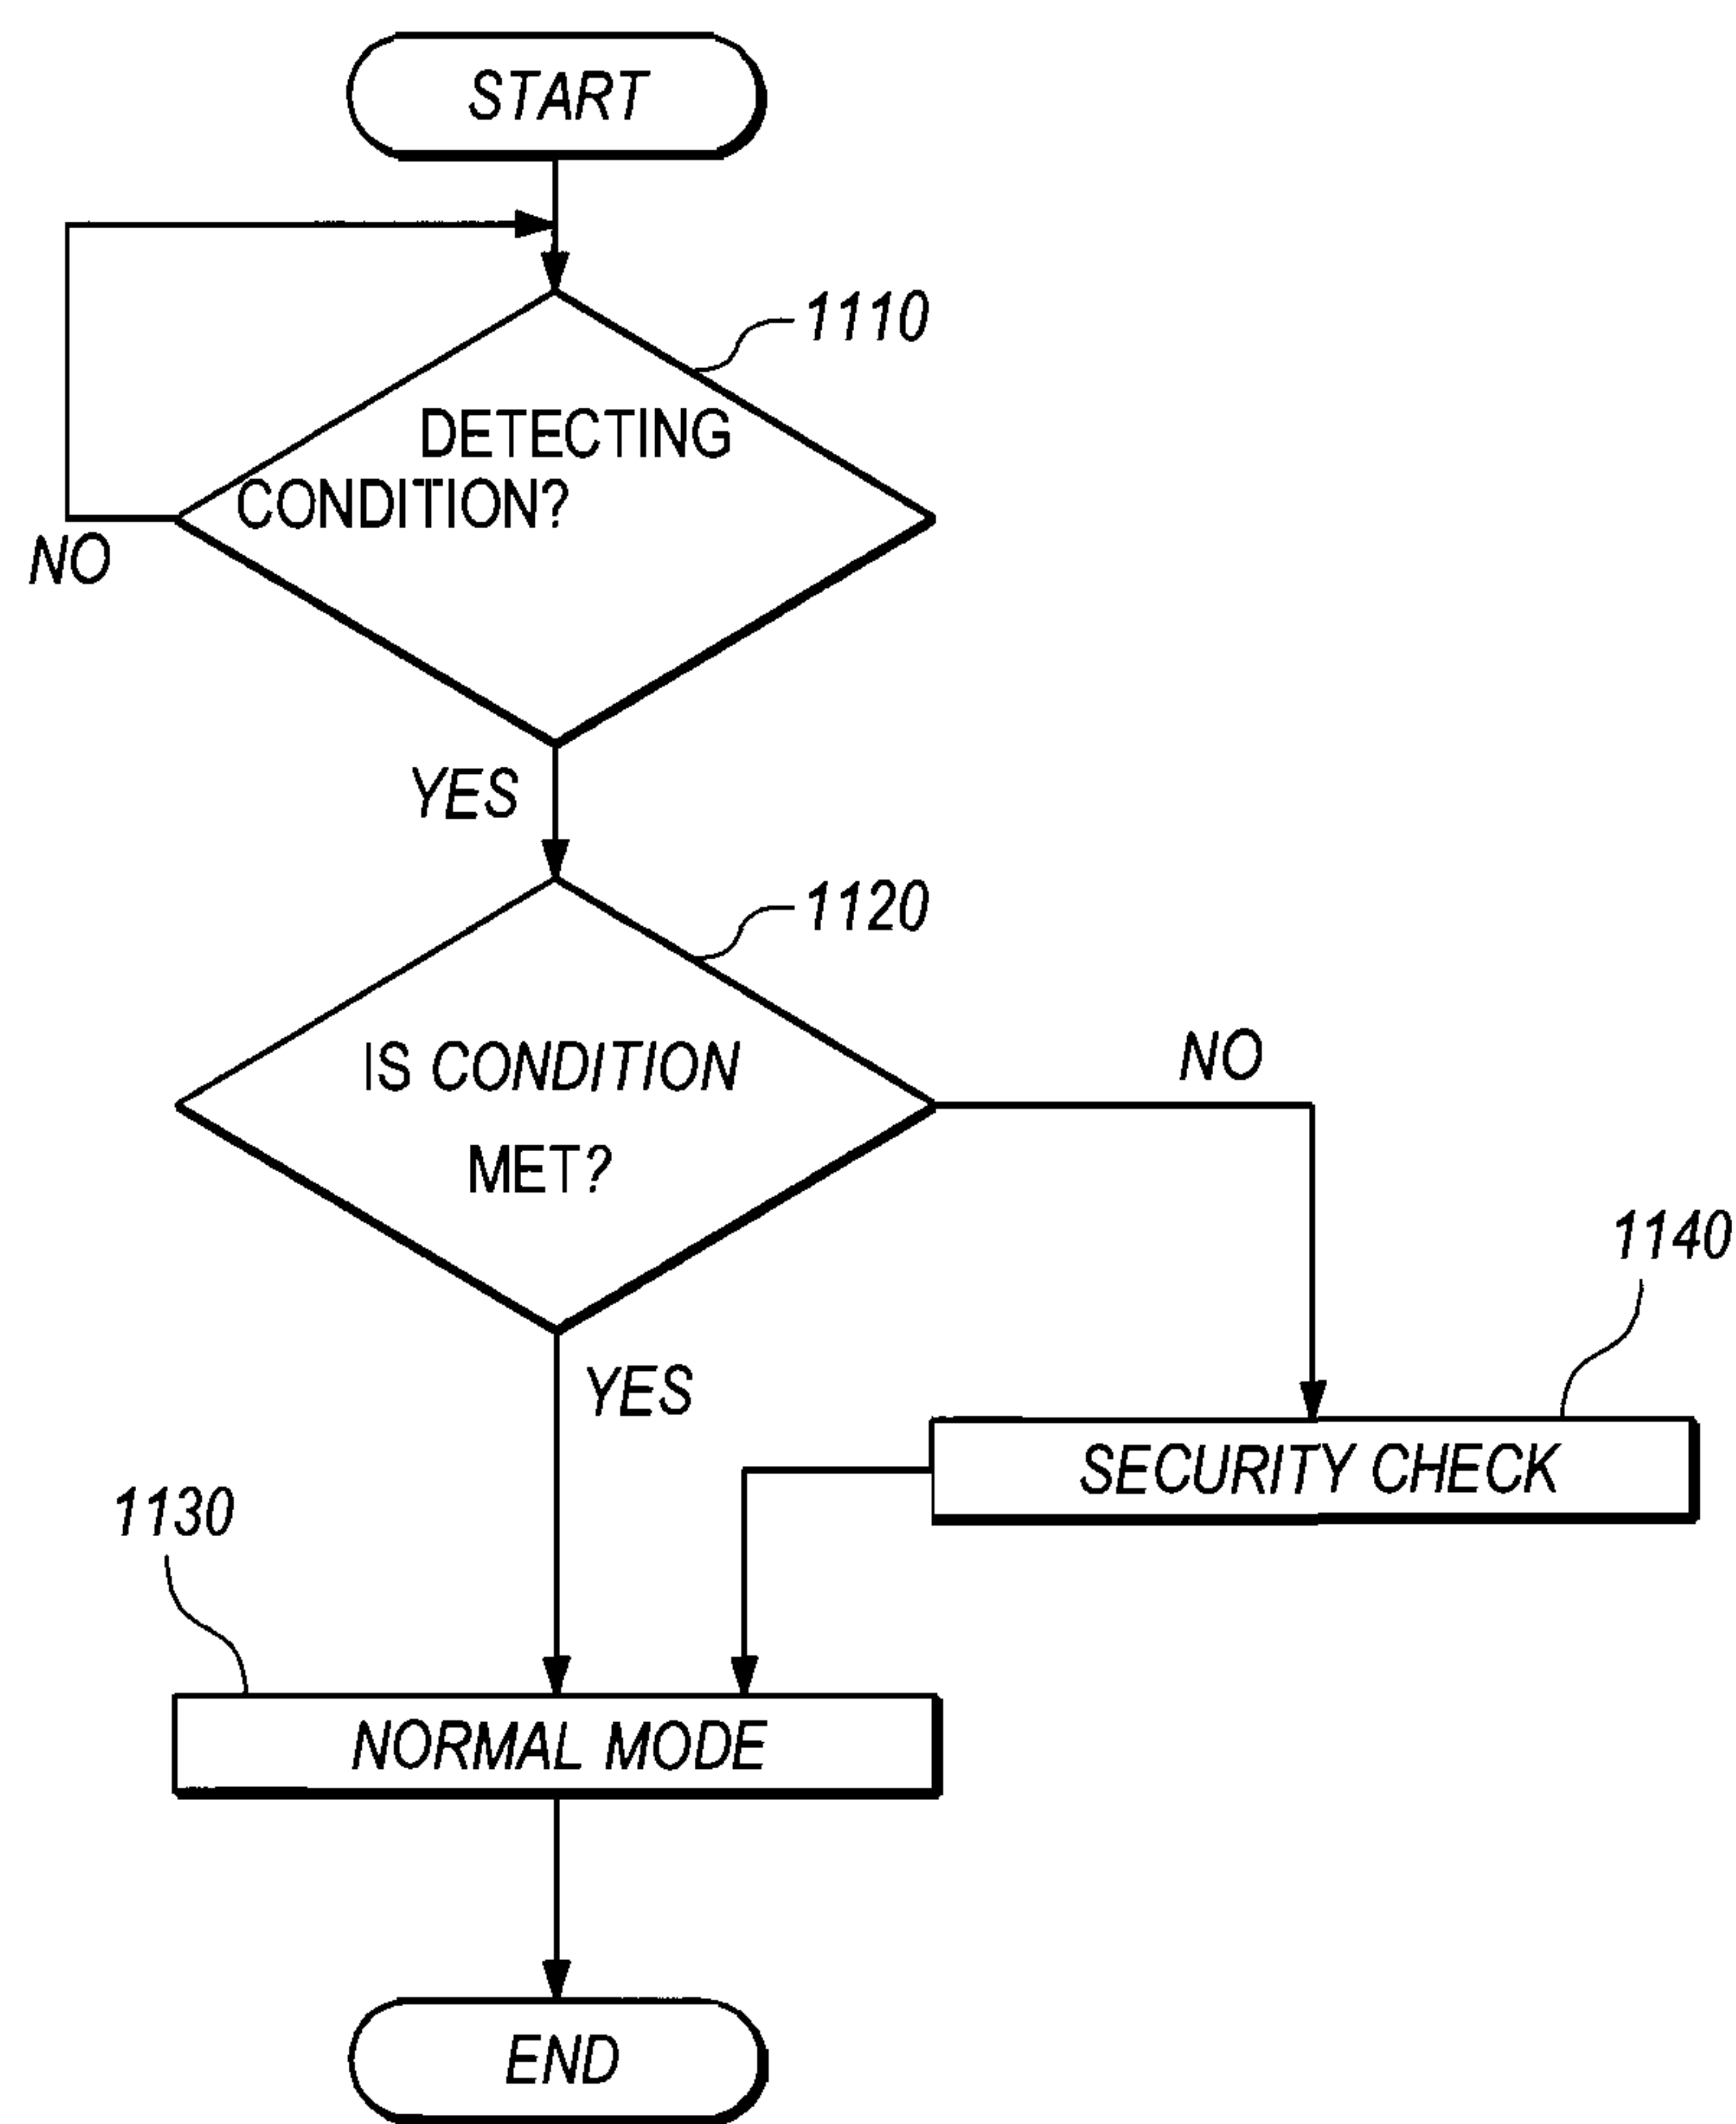 START
1110
DETECTING
CONDITION?
NO
YES
1120
IS CONDITION
MET?
NO
YES
1140
SECURITY CHECK
1130
NORMAL MODE
END